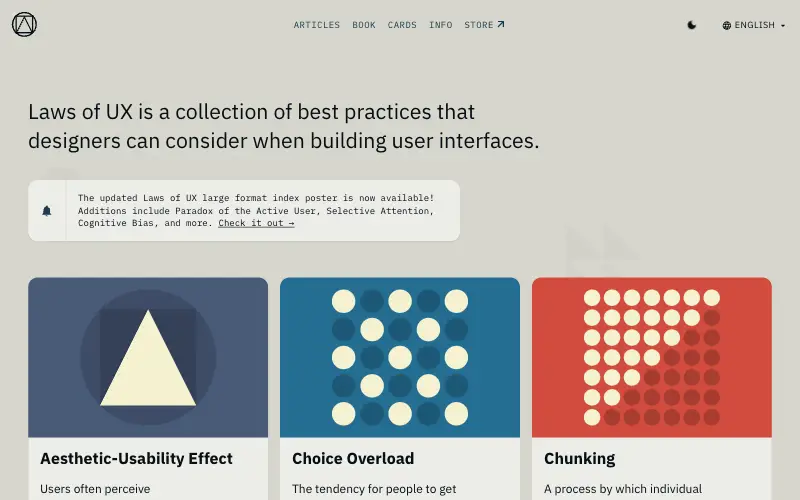 ARTICLES BOOK CARDS INFO STORE ENGLISH
Laws of UX is a collection of best practices that
designers can consider when building user interfaces.
The updated Laws of UX large format index poster is now available!
Additions include Paradox of the Active User, Selective Attention,
Cognitive Bias, and more. Check it out →
Aesthetic-Usability Effect
Users often perceive
Choice Overload
The tendency for people to get
Chunking
A process by which individual